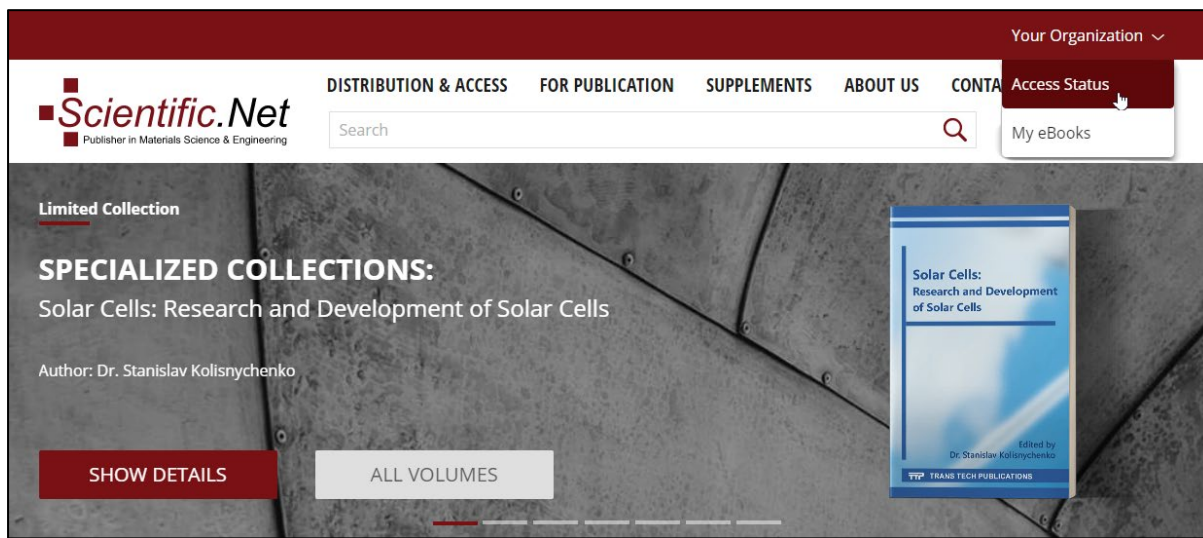 Your Organization
Access Status
My eBooks
Scientific.Net
Publisher in Materials Science & Engineering
DISTRIBUTION & ACCESS FOR PUBLICATION SUPPLEMENTS ABOUT US CONTA
Search
Limited Collection
SPECIALIZED COLLECTIONS:
Solar Cells: Research and Development of Solar Cells
Author: Dr. Stanislav Kolisnychenko
SHOW DETAILS
ALL VOLUMES
Solar Cells:
Research and Development
of Solar Cells
Edited by
Dr. Stanislav Kolisnychenko
TTP TRANS TECH PUBLICATIONS